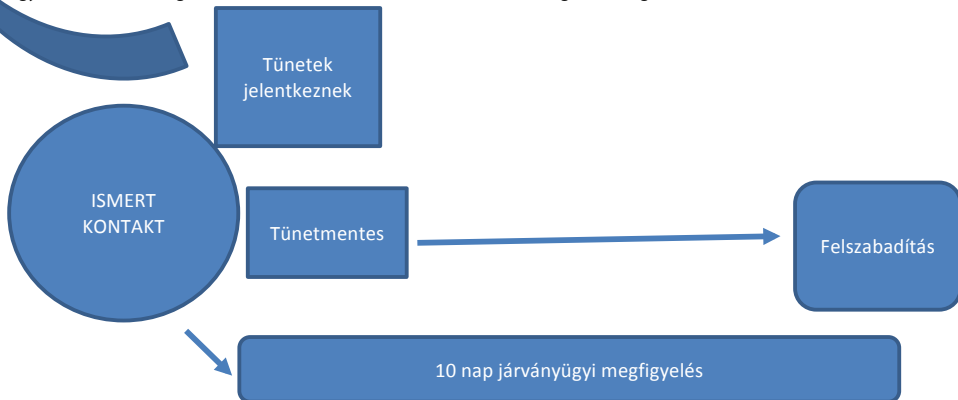 Tünetek
jelentkeznek
ISMERT
KONTAKT
Tünetmentes
Felszabadítás
10 nap járványügyi megfigyelés